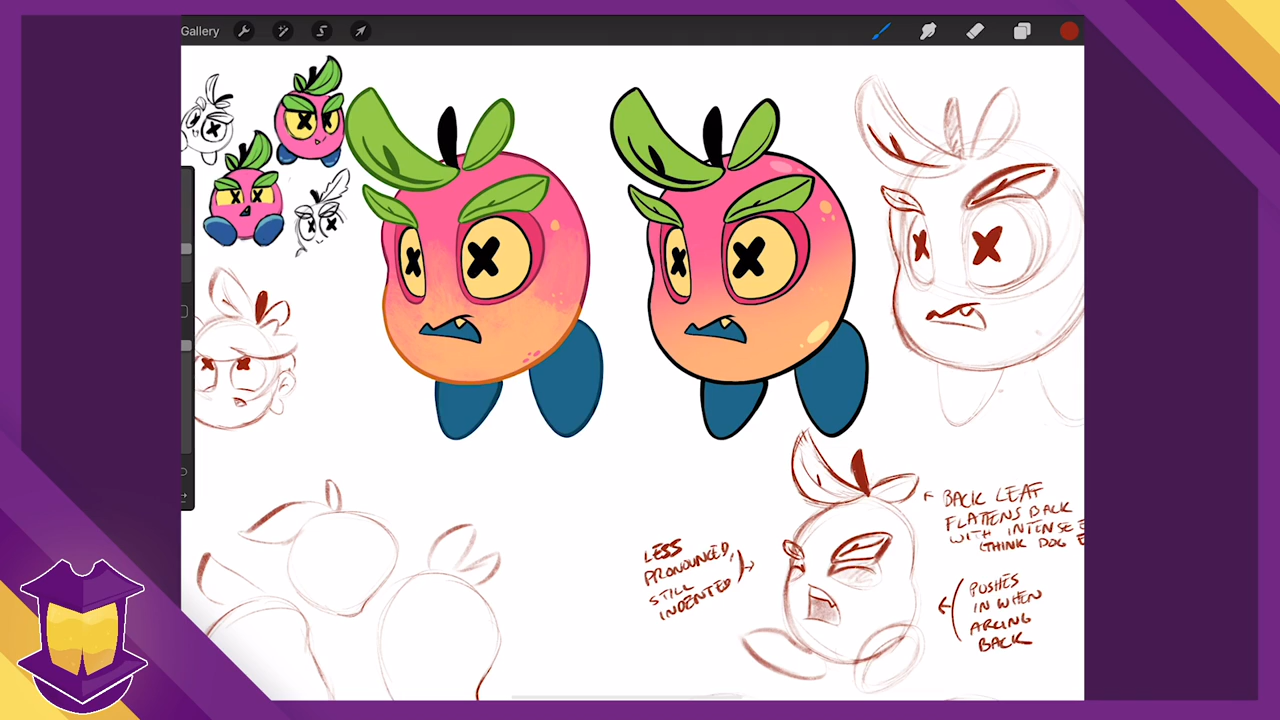 Gallery
BACK LEAF
FLATTENS BACK
WITH INTENSE E
(THINK DOG E
LESS
PRONOUNCED,
STILL
INDENTED
PUSHES
IN WHEN
ARCING
BACK